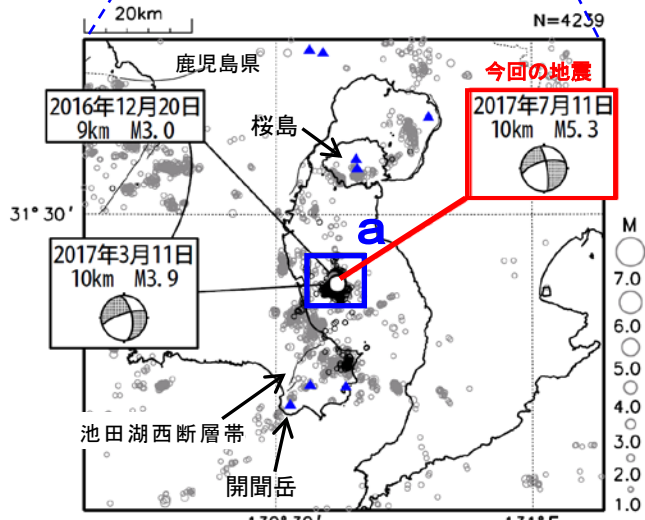 20km
N=4239
鹿児島県
今回の地震
2016年12月20日
9km M3.0
2017年7月11日
10km M5.3
桜島
31°30′
a
M
2017年3月11日
10km M3.9
7.0
6.0
5.0
4.0
3.0
2.0
1.0
池田湖西断層帯
開聞岳